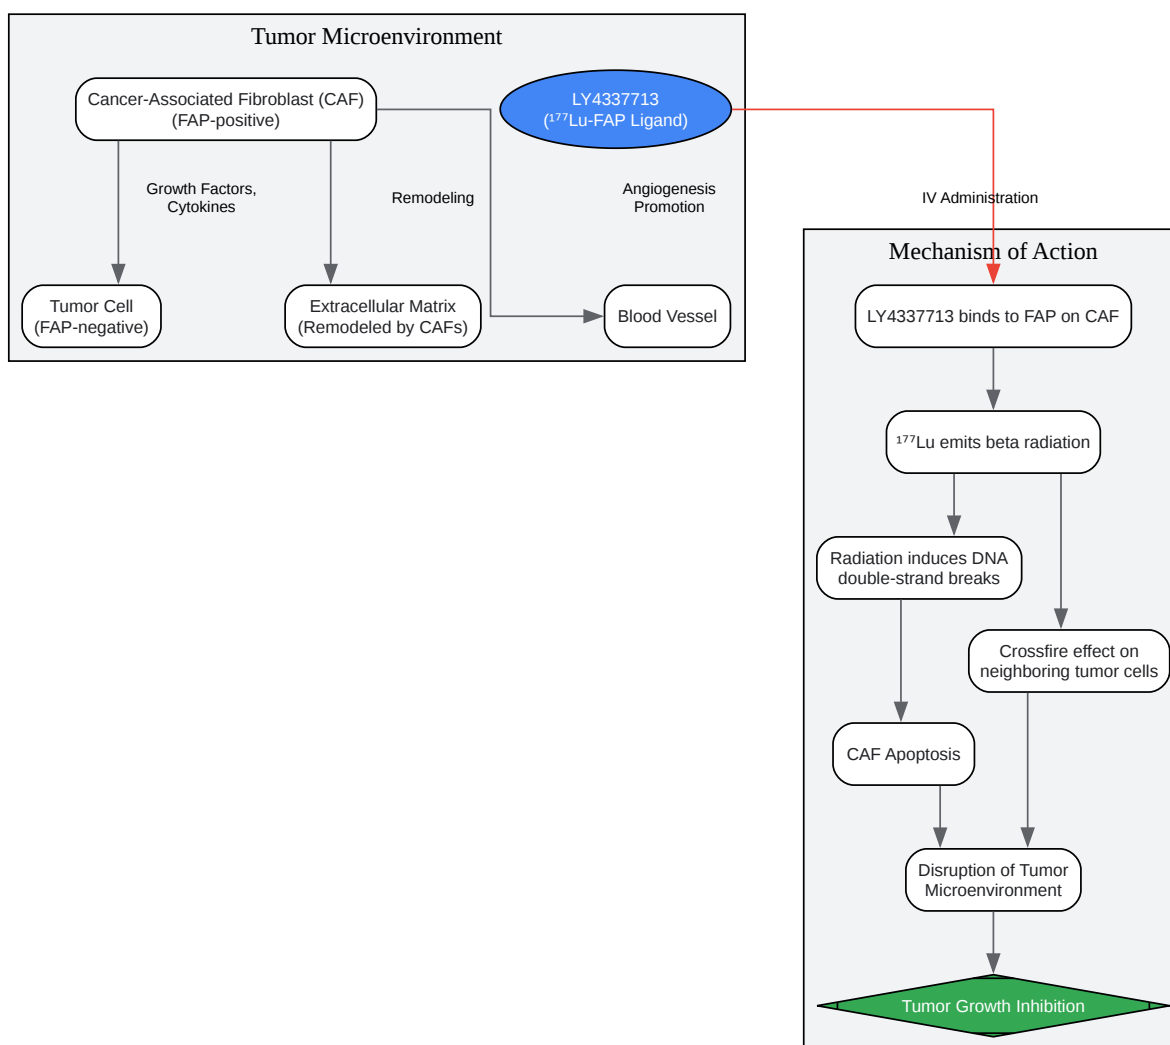 Tumor Microenvironment
Cancer-Associated Fibroblast (CAF)
(FAP-positive)
LY4337713
(¹⁷⁷Lu-FAP Ligand)
Growth Factors,
Cytokines
Remodeling
Angiogenesis
Promotion
IV Administration
Tumor Cell
(FAP-negative)
Extracellular Matrix
(Remodeled by CAFs)
Blood Vessel
Mechanism of Action
LY4337713 binds to FAP on CAF
¹⁷⁷Lu emits beta radiation
Radiation induces DNA
double-strand breaks
Crossfire effect on
neighboring tumor cells
CAF Apoptosis
Disruption of Tumor
Microenvironment
Tumor Growth Inhibition